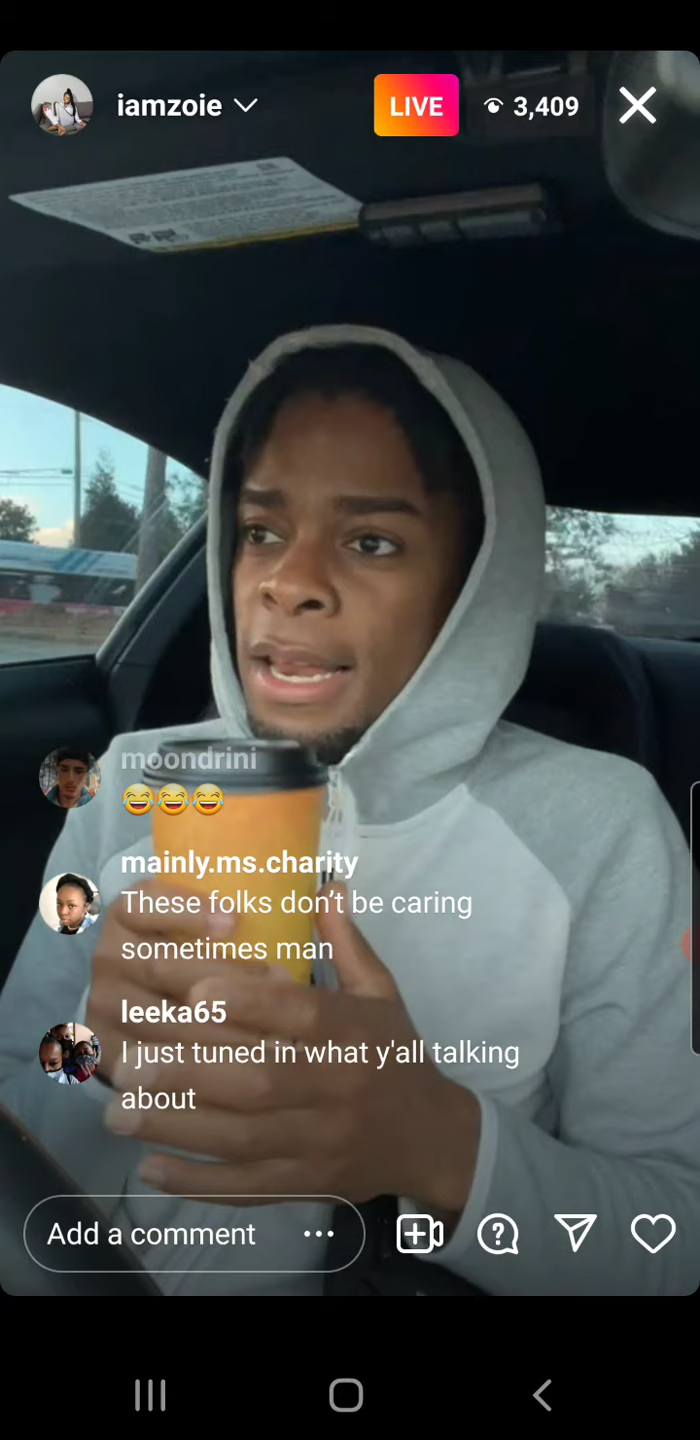 iamzoie
LIVE
3,409
moondrini
😂😂😂
mainly.ms.charity
These folks don't be caring
sometimes man
leeka65
I just tuned in what y'all talking
about
Add a comment